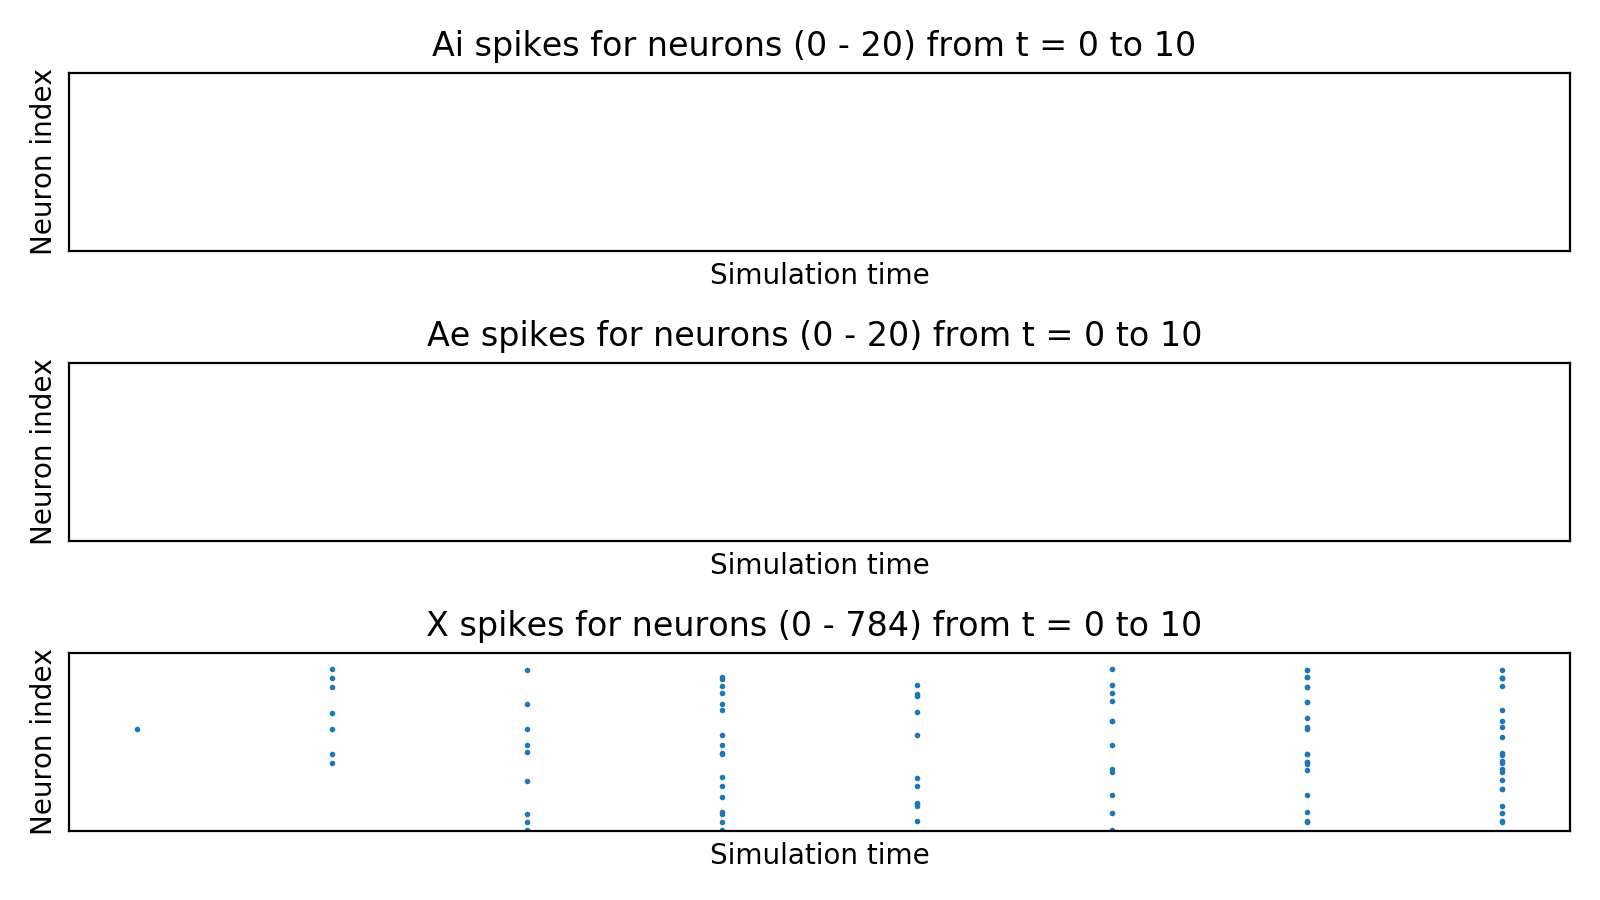 Ai spikes for neurons (0 - 20) from t = 0 to 10
Neuron index
Simulation time
Ae spikes for neurons (0 - 20) from t = 0 to 10
Neuron index
Simulation time
X spikes for neurons (0 - 784) from t = 0 to 10
Neuron index
Simulation time